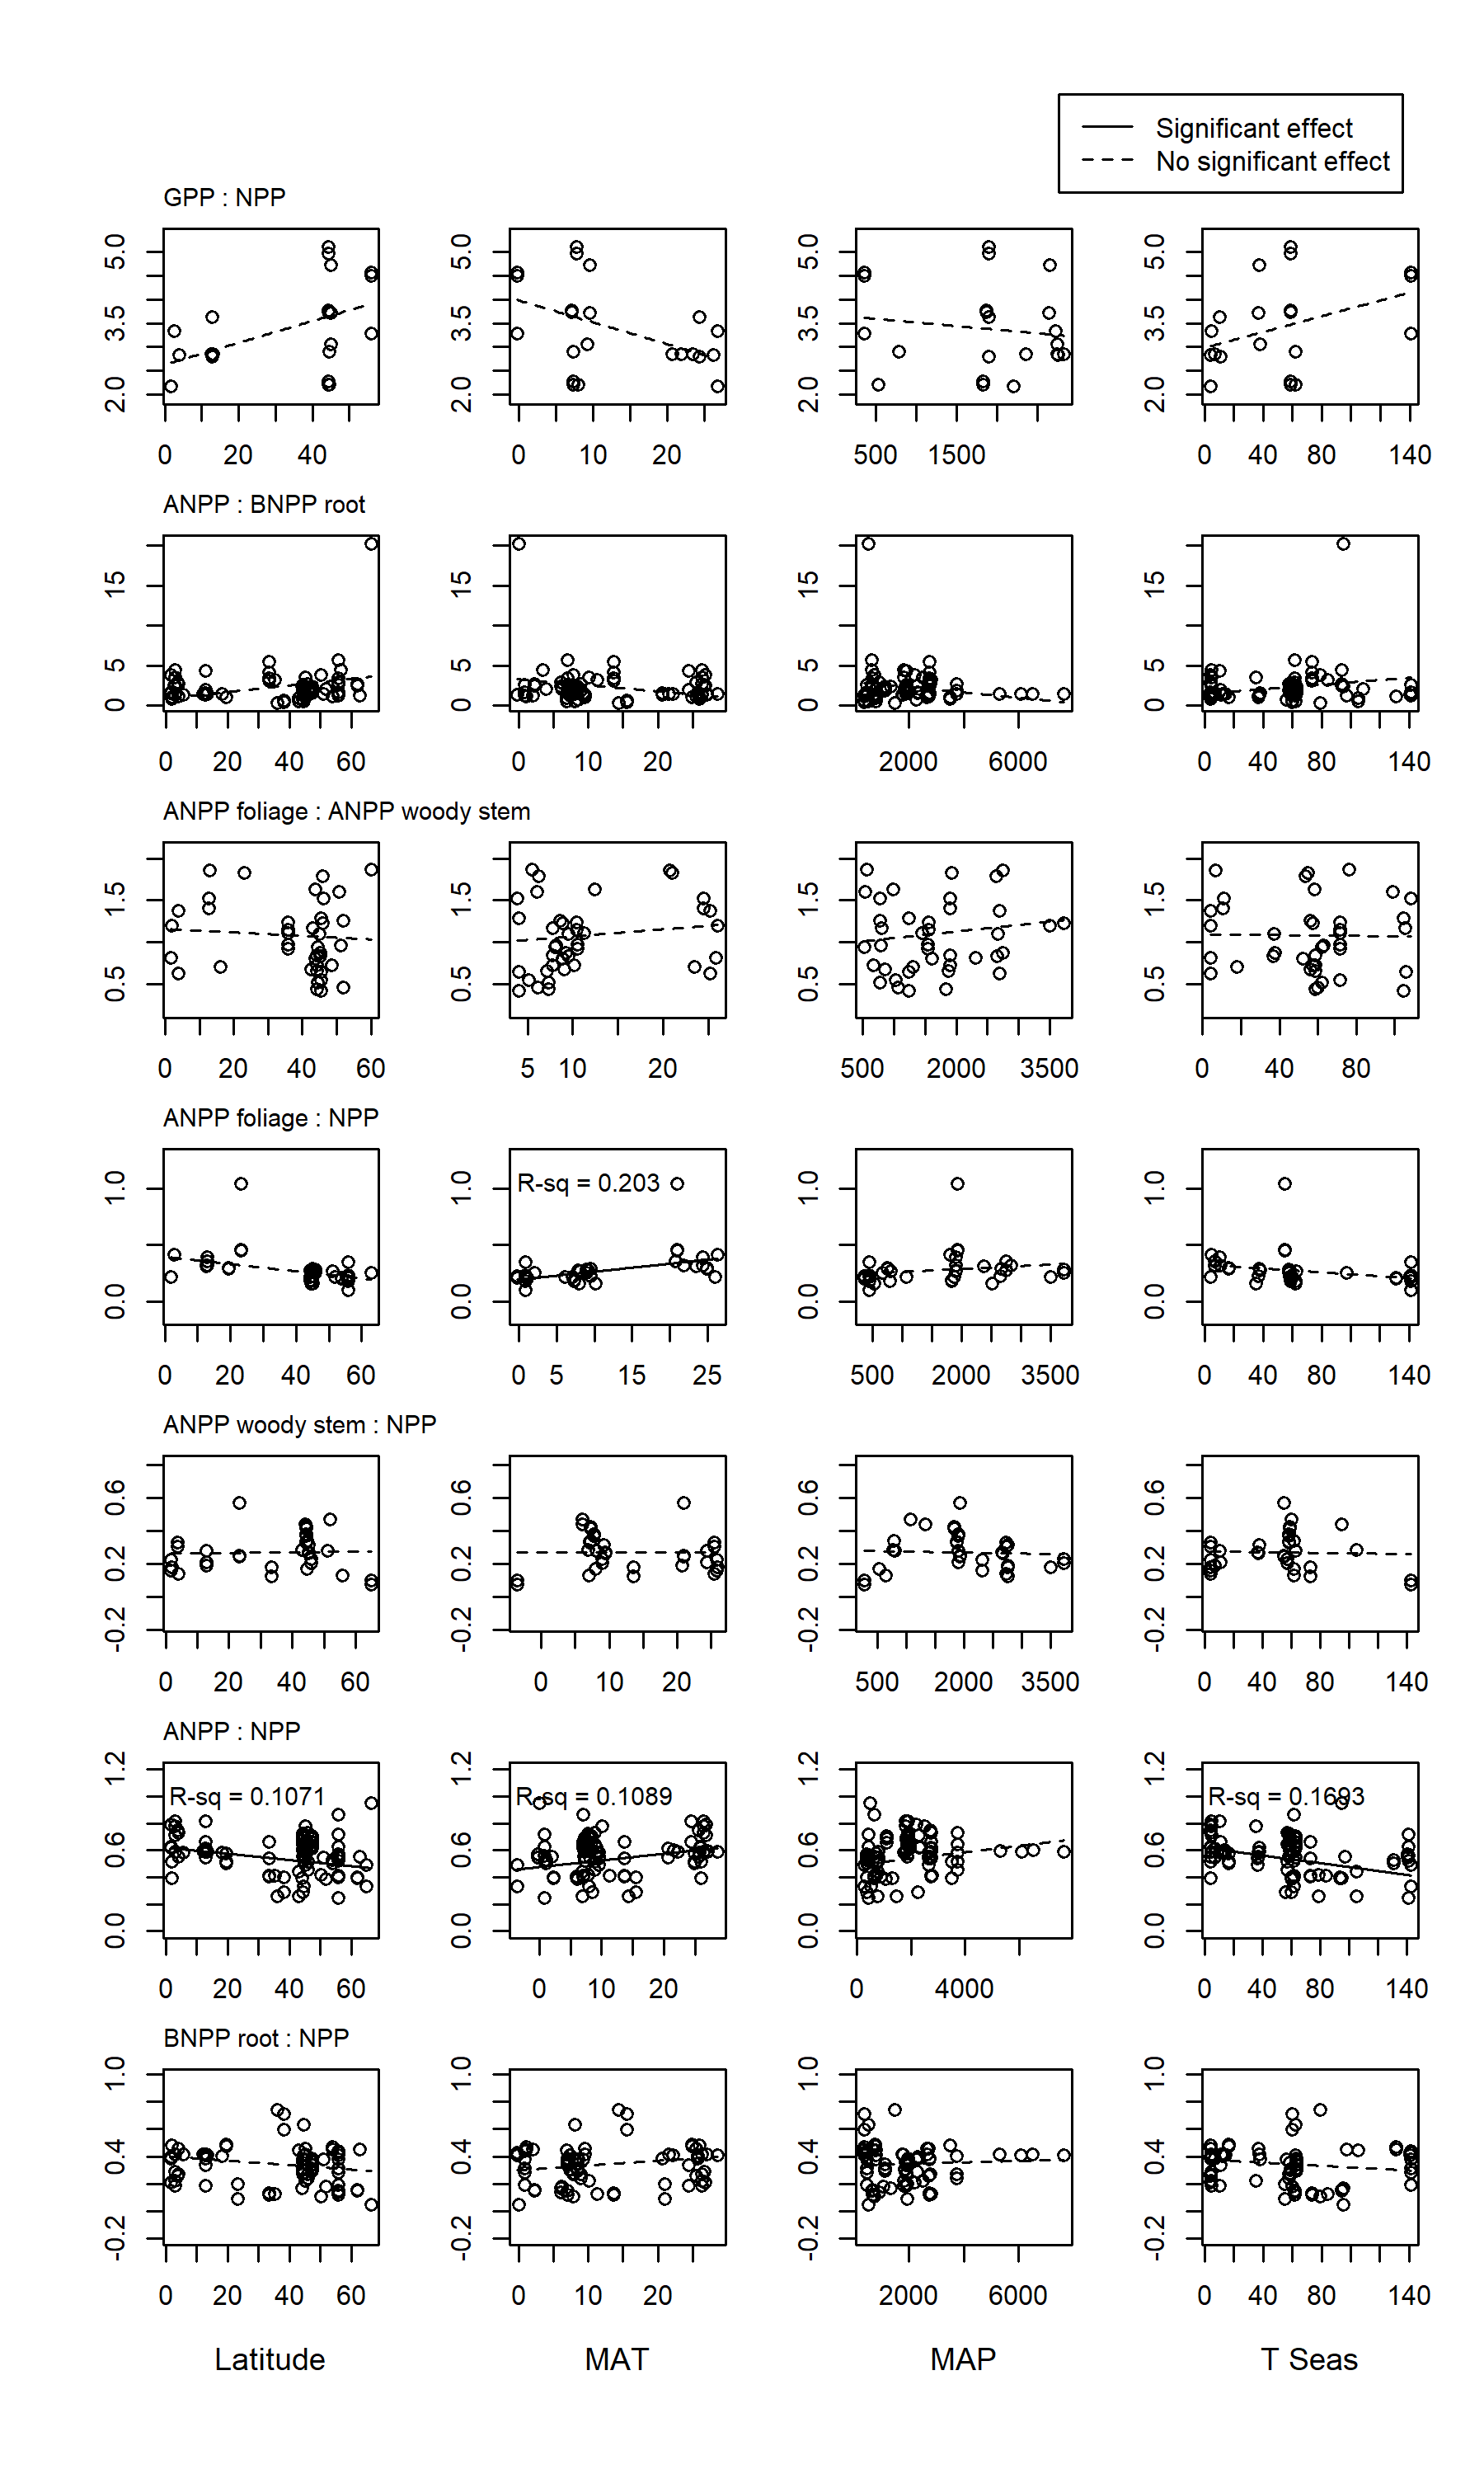 Significant effect
No significant effect
GPP : NPP
2.0 3.5 5.0
2.0 3.5 5.0
2.0 3.5 5.0
2.0 3.5 5.0
0 20 40
0 10 20
500 1500
0 40 80 140
ANPP : BNPP root
0 5 15
0 5 15
0 5 15
0 5 15
0 20 40 60
0 10 20
2000 6000
0 40 80 140
ANPP foliage : ANPP woody stem
0.5 1.5
0.5 1.5
0.5 1.5
0.5 1.5
0 20 40 60
5 10 20
500 2000 3500
0 40 80
ANPP foliage : NPP
0.0 1.0
0.0 1.0
0.0 1.0
0.0 1.0
R-sq = 0.203
0 20 40 60
0 5 15 25
500 2000 3500
0 40 80 140
ANPP woody stem : NPP
-0.2 0.2 0.6
-0.2 0.2 0.6
-0.2 0.2 0.6
-0.2 0.2 0.6
0 20 40 60
0 10 20
500 2000 3500
0 40 80 140
ANPP : NPP
0.0 0.6 1.2
0.0 0.6 1.2
0.0 0.6 1.2
0.0 0.6 1.2
R-sq = 0.1071
R-sq = 0.1089
R-sq = 0.1693
0 20 40 60
0 10 20
0 4000
0 40 80 140
BNPP root : NPP
-0.2 0.4 1.0
-0.2 0.4 1.0
-0.2 0.4 1.0
-0.2 0.4 1.0
0 20 40 60
0 10 20
2000 6000
0 40 80 140
Latitude
MAT
MAP
T Seas